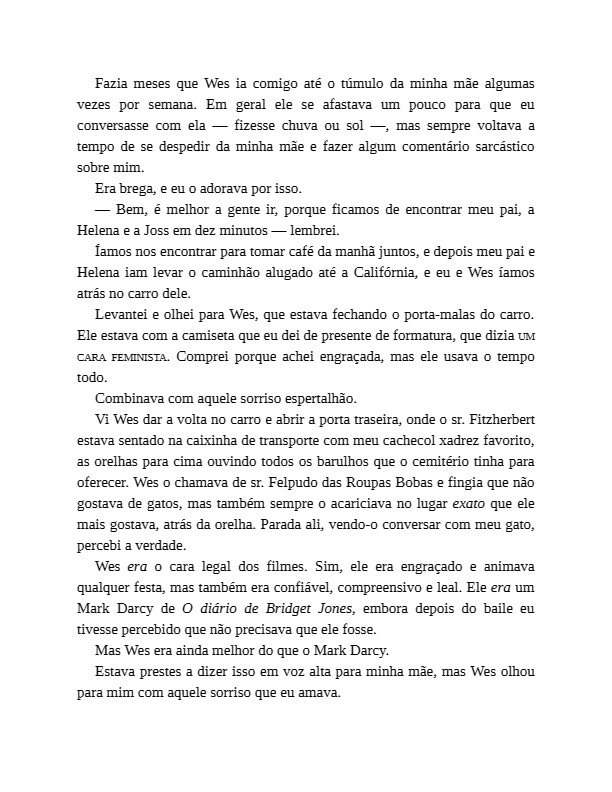 Fazia meses que Wes ia comigo até o túmulo da minha mãe algumas
vezes por semana. Em geral ele se afastava um pouco para que eu
conversasse com ela — fizesse chuva ou sol —, mas sempre voltava a
tempo de se despedir da minha mãe e fazer algum comentário sarcástico
sobre mim.
Era brega, e eu o adorava por isso.
— Bem, é melhor a gente ir, porque ficamos de encontrar meu pai, a
Helena e a Joss em dez minutos — lembrei.
Íamos nos encontrar para tomar café da manhã juntos, e depois meu pai e
Helena iam levar o caminhão alugado até a Califórnia, e eu e Wes íamos
atrás no carro dele.
Levantei e olhei para Wes, que estava fechando o porta-malas do carro.
Ele estava com a camiseta que eu dei de presente de formatura, que dizia UM
CARA FEMINISTA. Comprei porque achei engraçada, mas ele usava o tempo
todo.
Combinava com aquele sorriso espertalhão.
Vi Wes dar a volta no carro e abrir a porta traseira, onde o sr. Fitzherbert
estava sentado na caixinha de transporte com meu cachecol xadrez favorito,
as orelhas para cima ouvindo todos os barulhos que o cemitério tinha para
oferecer. Wes o chamava de sr. Felpudo das Roupas Bobas e fingia que não
gostava de gatos, mas também sempre o acariciava no lugar exato que ele
mais gostava, atrás da orelha. Parada ali, vendo-o conversar com meu gato,
percebi a verdade.
Wes era o cara legal dos filmes. Sim, ele era engraçado e animava
qualquer festa, mas também era confiável, compreensivo e leal. Ele era um
Mark Darcy de O diário de Bridget Jones, embora depois do baile eu
tivesse percebido que não precisava que ele fosse.
Mas Wes era ainda melhor do que o Mark Darcy.
Estava prestes a dizer isso em voz alta para minha mãe, mas Wes olhou
para mim com aquele sorriso que eu amava.